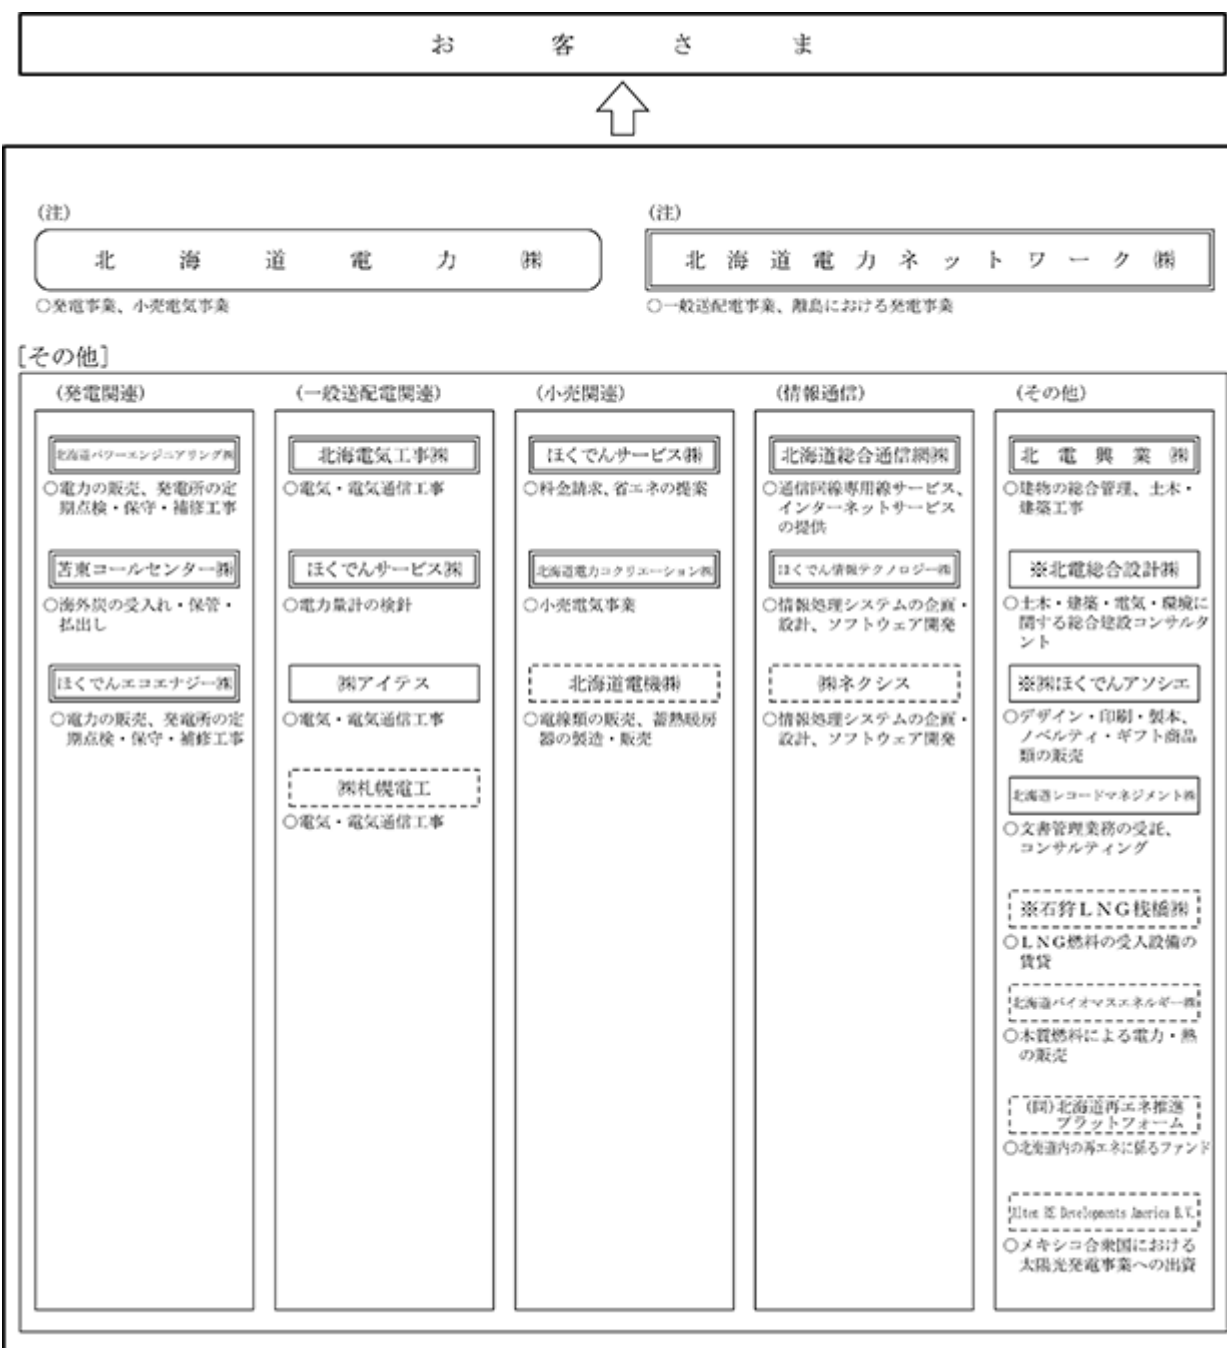 お客さま
(注)
北海道電力㈱
○発電事業、小売電気事業
(注)
北海道電力ネットワーク㈱
○一般送配電事業、離島における発電事業
[その他]
(発電関連)
北海道パワーエンジニアリング㈱
○電力の販売、発電所の定
期点検・保守・補修工事
苫東コールセンター㈱
○海外炭の受入れ・保管・
払出し
ほくでんエコエナジー㈱
○電力の販売、発電所の定
期点検・保守・補修工事
(一般送配電関連)
北海電気工事㈱
○電気・電気通信工事
ほくでんサービス㈱
○電力量計の検針
㈱アイテス
○電気・電気通信工事
㈱札幌電工
○電気・電気通信工事
(小売関連)
ほくでんサービス㈱
○料金請求、省エネの提案
北海道電力コクリエーション㈱
○小売電気事業
北海道電機㈱
○電線類の販売、蓄熱暖房
器の製造・販売
(情報通信)
北海道総合通信網㈱
○通信回線専用線サービス、
インターネットサービス
の提供
ほくでん情報テクノロジー㈱
○情報処理システムの企画・
設計、ソフトウェア開発
㈱ネクシス
○情報処理システムの企画・
設計、ソフトウェア開発
(その他)
北電興業㈱
○建物の総合管理、土木・
建築工事
※北電総合設計㈱
○土木・建築・電気・環境に
関する総合建設コンサルタ
ント
※㈱ほくでんアソシエ
○デザイン・印刷・製本、
ノベルティ・ギフト商品
類の販売
北海道レコードマネジメント㈱
○文書管理業務の受託、
コンサルティング
※石狩LNG桟橋㈱
○LNG燃料の受入設備の
賃貸
北海道バイオマスエネルギー㈱
○木質燃料による電力・熱
の販売
(同)北海道再エネ推進
プラットフォーム
○北海道内の再エネに係るファンド
Alten RE Developments America B.V.
○メキシコ合衆国における
太陽光発電事業への出資